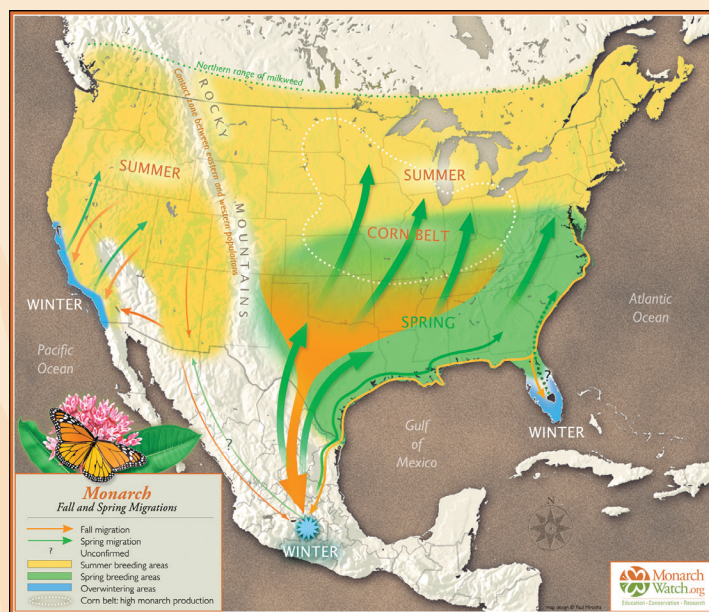 Northern range of milkweed
Contact zone between eastern and western populations
ROCKY
MOUNTAINS
SUMMER
SUMMER
CORN BELT
SPRING
WINTER
Pacific
Ocean
Atlantic
Ocean
?
Gulf
of
Mexico
WINTER
?
WINTER
Monarch
Fall and Spring Migrations
Fall migration
Spring migration
? Unconfirmed
Summer breeding areas
Spring breeding areas
Overwintering areas
Corn belt: high monarch production
N
Monarch
Watch.org
Education • Conservation • Research